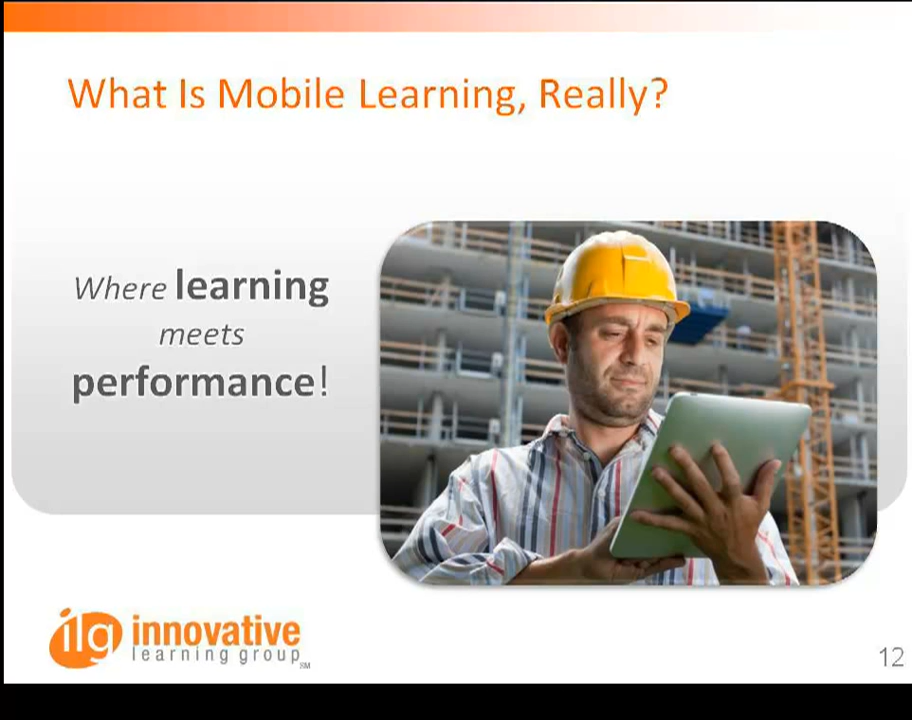 What Is Mobile Learning, Really?
Where learning
meets
performance!
ilg innovative
learning group SM
12